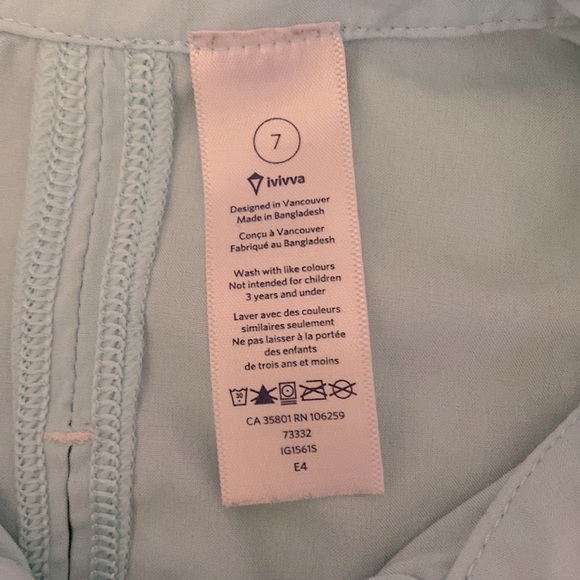 7
ivivva
Designed in Vancouver
Made in Bangladesh
Conçu à Vancouver
Fabriqué au Bangladesh
Wash with like colours
Not intended for children
3 years and under
Laver avec des couleurs
similaires seulement
Ne pas laisser à la portée
des enfants
de trois ans et moins
30
CA 35801 RN 106259
73332
IG1561S
E4